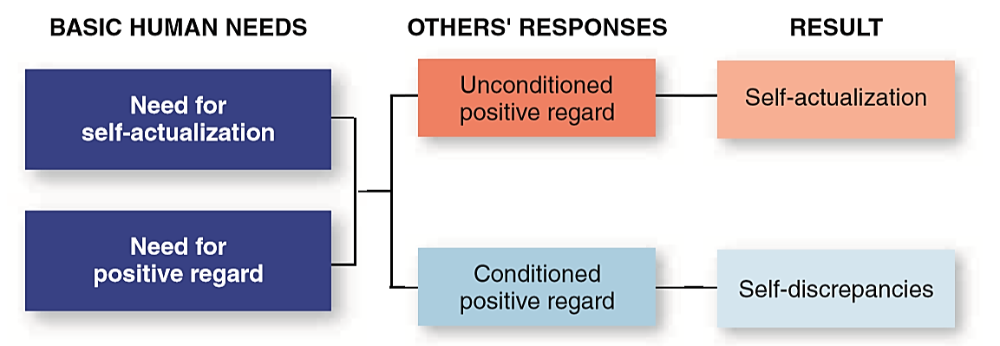 BASIC HUMAN NEEDS
OTHERS' RESPONSES
RESULT
Need for
self-actualization
Unconditioned
positive regard
Self-actualization
Need for
positive regard
Conditioned
positive regard
Self-discrepancies